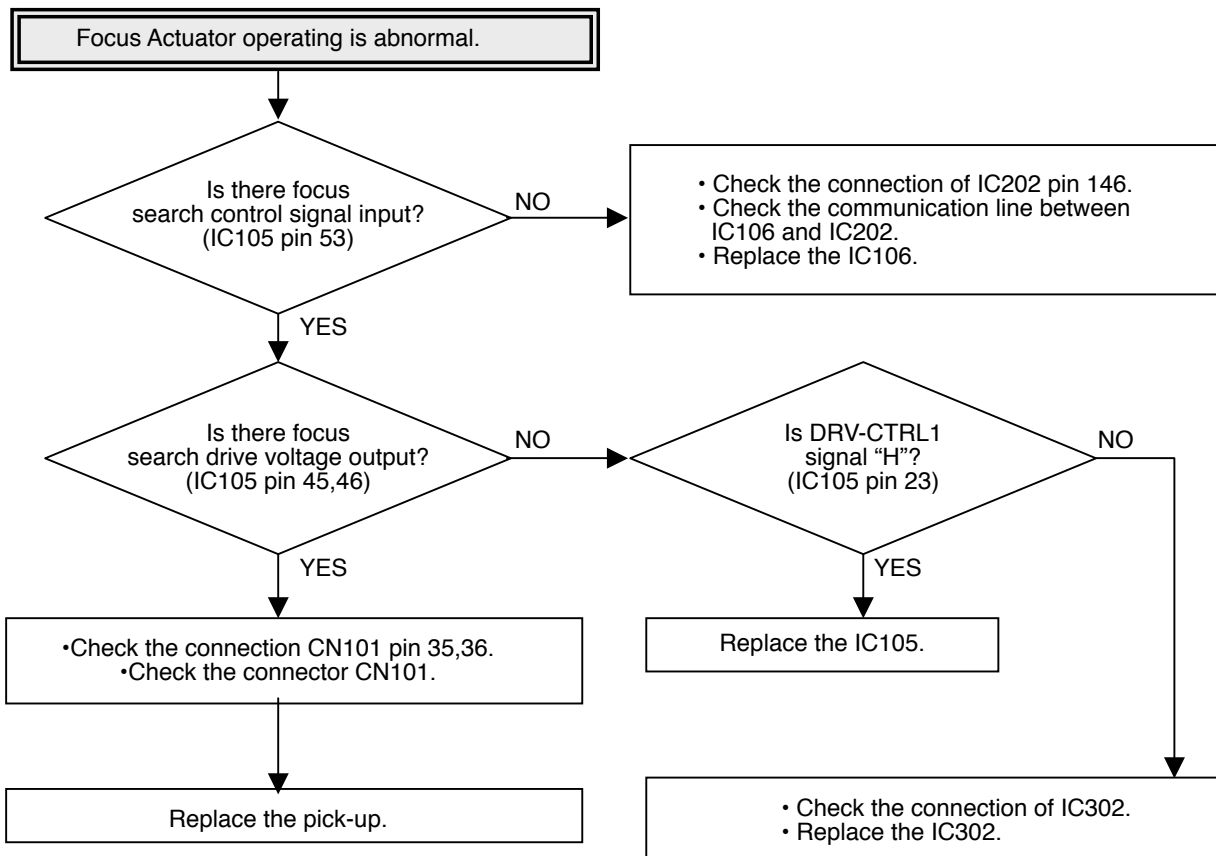 Focus Actuator operating is abnormal.
Is there focus
search control signal input?
(IC105 pin 53)
NO
• Check the connection of IC202 pin 146.
• Check the communication line between
IC106 and IC202.
• Replace the IC106.
YES
Is there focus
search drive voltage output?
(IC105 pin 45,46)
NO
Is DRV-CTRL1
signal “H”?
(IC105 pin 23)
NO
YES
YES
•Check the connection CN101 pin 35,36.
•Check the connector CN101.
Replace the IC105.
Replace the pick-up.
• Check the connection of IC302.
• Replace the IC302.